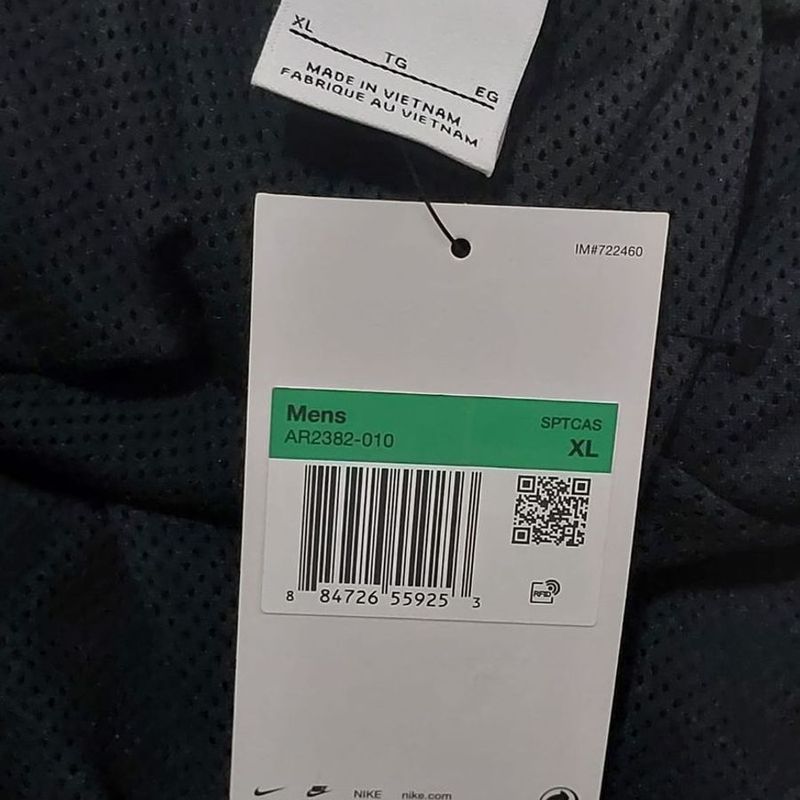 XL
TG
EG
MADE IN VIETNAM
FABRIQUE AU VIETNAM
IM#722460
Mens
SPTCAS
AR2382-010
XL
8 84726 55925 3
RFID
NIKE nike.com